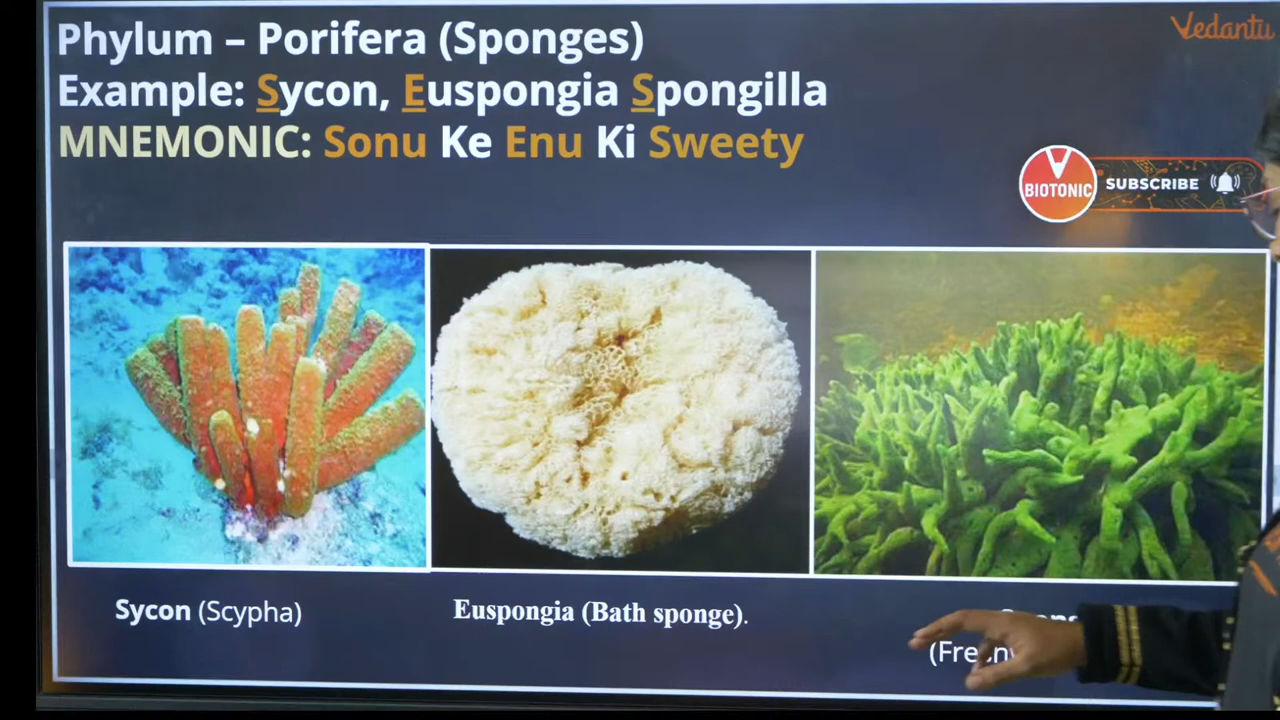 Vedantu
Phylum – Porifera (Sponges)
Example: Sycon, Euspongia Spongilla
MNEMONIC: Sonu Ke Enu Ki Sweety
BIOTONIC SUBSCRIBE
Sycon (Scypha)
Euspongia (Bath sponge).